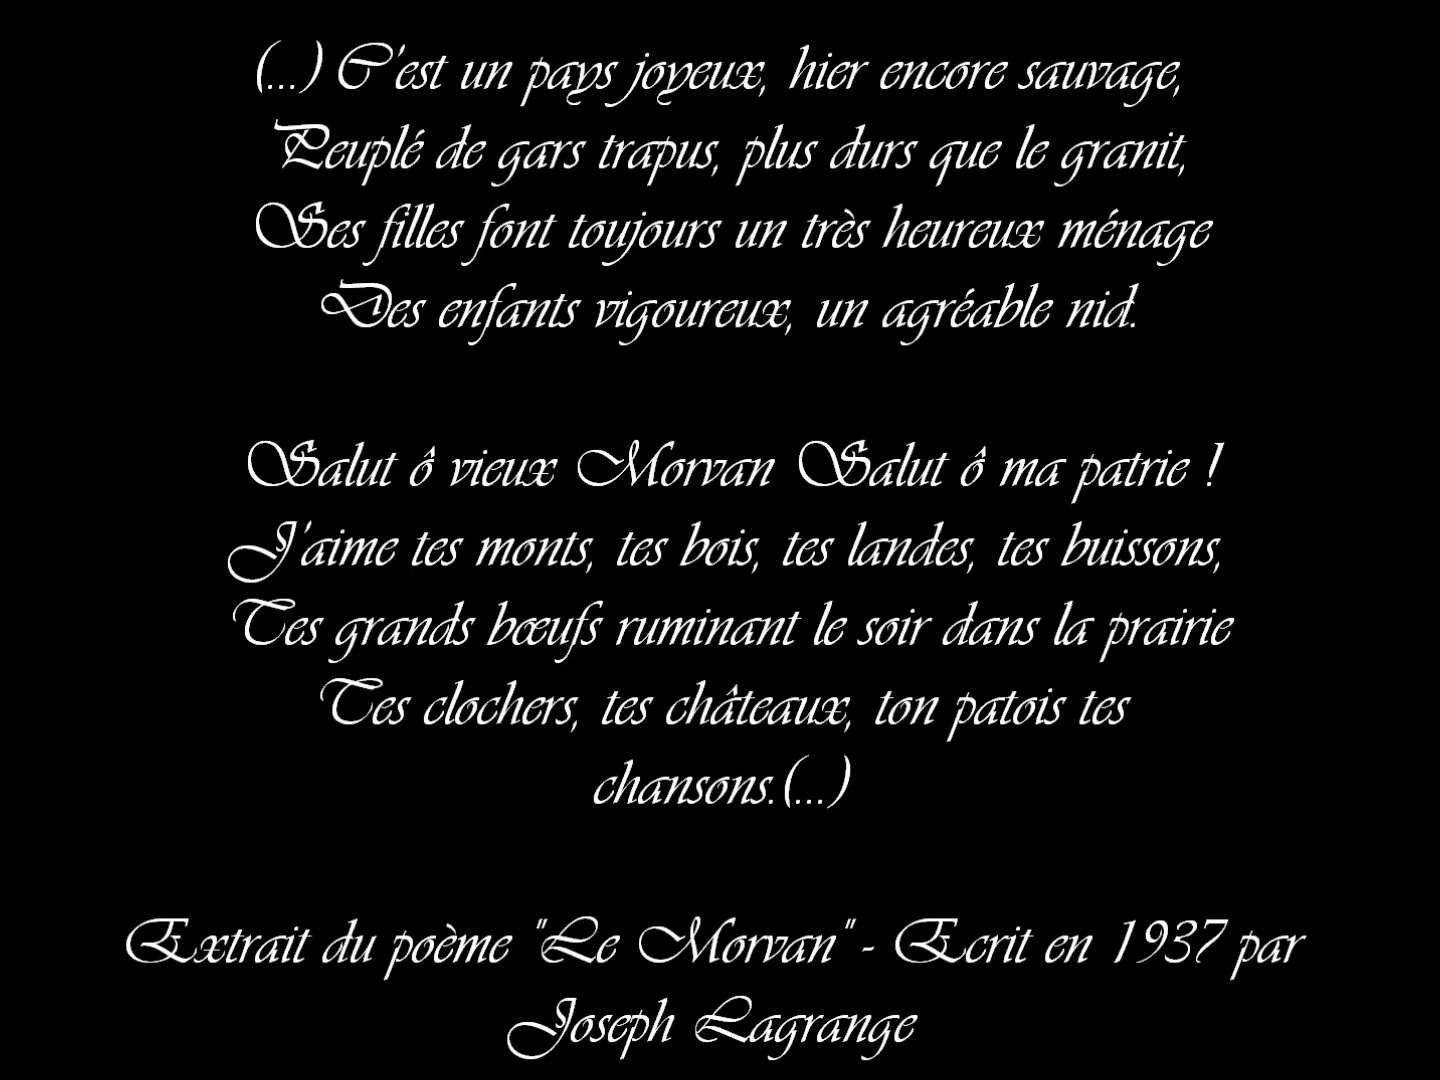 (...) C'est un pays joyeux, hier encore sauvage,
Peuplé de gars trapus, plus durs que le granit,
Ses filles font toujours un très heureux ménage
Des enfants vigoureux, un agréable nid.
Salut ô vieux Morvan Salut ô ma patrie !
J'aime tes monts, tes bois, tes landes, tes buissons,
Tes grands bœufs ruminant le soir dans la prairie
Tes clochers, tes châteaux, ton patois tes
chansons.(...)
Extrait du poème "Le Morvan" - Ecrit en 1937 par
Joseph Lagrange